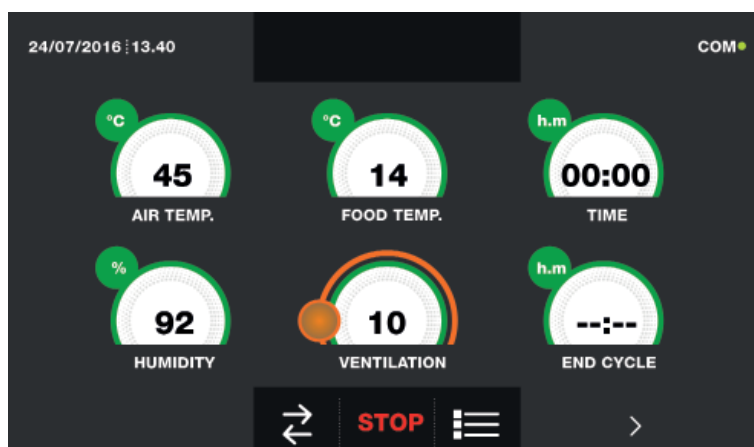 24/07/2016 13.40
COM
°C
°C
h.m
45
14
00:00
AIR TEMP.
FOOD TEMP.
TIME
%
h.m
92
10
--:--
HUMIDITY
VENTILATION
END CYCLE
STOP